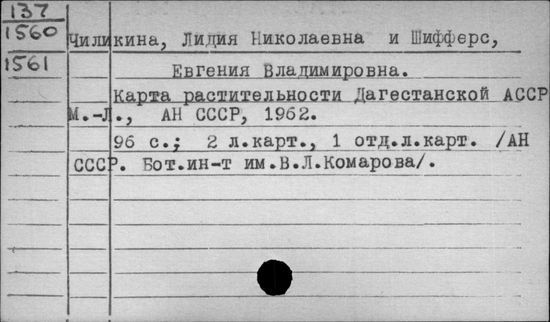 137
1560
Чиликина, Лидия Николаевна и Шифферс,
1561
Евгения Владимировна.
Карта растительности Дагестанской АССР
М.-Л., АН СССР, 1962.
96 с.; 2 л.карт., 1 отд.л.карт. /АН
СССР. Бот.ин-т им.В.Л.Комарова/.